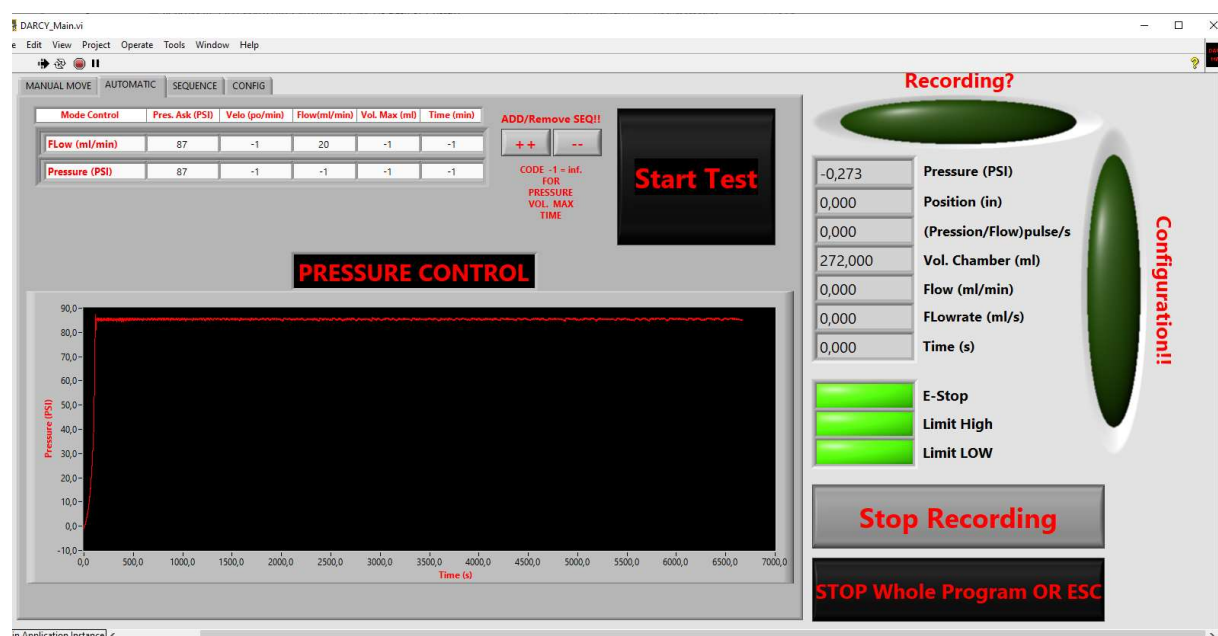 DARCY_Main.vi
e Edit View Project Operate Tools Window Help
MANUAL MOVE AUTOMATIC SEQUENCE CONFIG
Mode Control Pres. Ask (PSI) Velo (po/min) Flow(ml/min) Vol. Max (ml) Time (min)
FLow (ml/min) 87 -1 20 -1 -1
Pressure (PSI) 87 -1 -1 -1 -1
ADD/Remove SEQ!!
++ --
CODE -1 = inf.
FOR
PRESSURE
VOL. MAX
TIME
Start Test
PRESSURE CONTROL
Pressure (PSI)
90,0
80,0
70,0
60,0
50,0
40,0
30,0
20,0
10,0
0,0
-10,0
0,0 500,0 1000,0 1500,0 2000,0 2500,0 3000,0 3500,0 4000,0 4500,0 5000,0 5500,0 6000,0 6500,0 7000,0
Time (s)
Recording?
-0,273 Pressure (PSI)
0,000 Position (in)
0,000 (Pression/Flow)pulse/s
272,000 Vol. Chamber (ml)
0,000 Flow (ml/min)
0,000 FLowrate (ml/s)
0,000 Time (s)
Configuration!!
E-Stop
Limit High
Limit LOW
Stop Recording
STOP Whole Program OR ESC